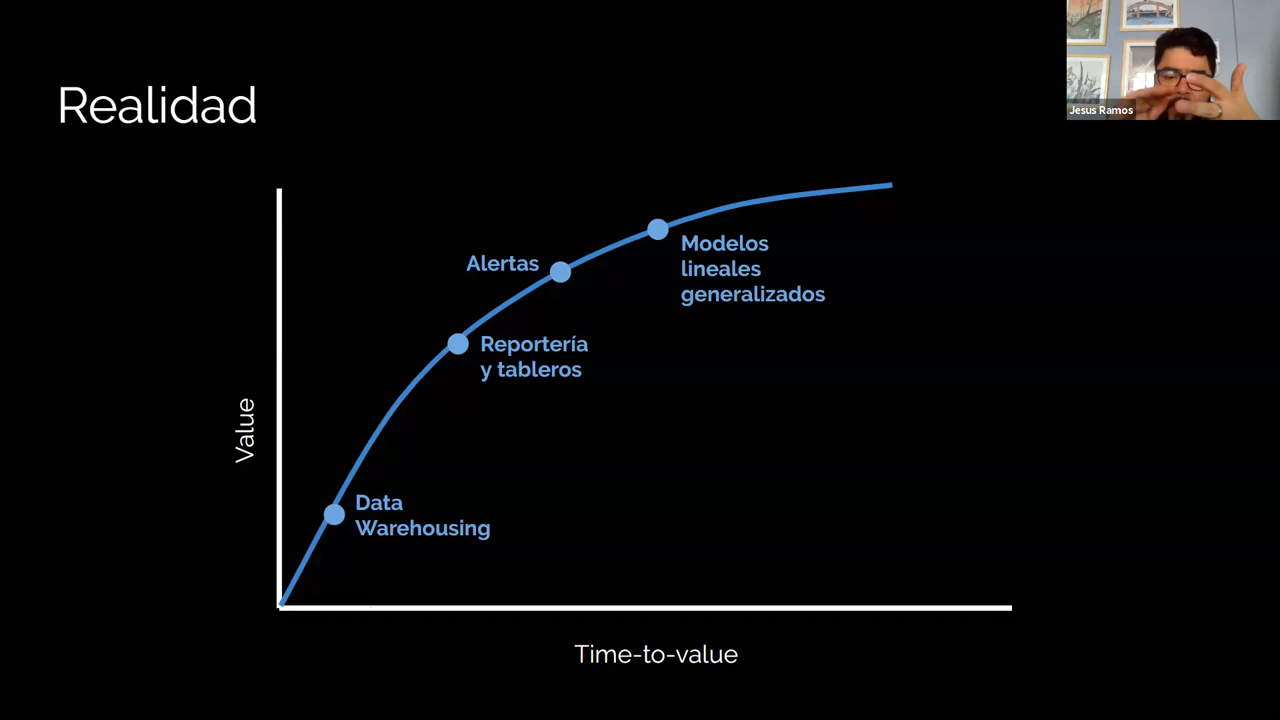 Realidad
Jesus Ramos
Alertas
Modelos
lineales
generalizados
Reportería
y tableros
Value
Data
Warehousing
Time-to-value